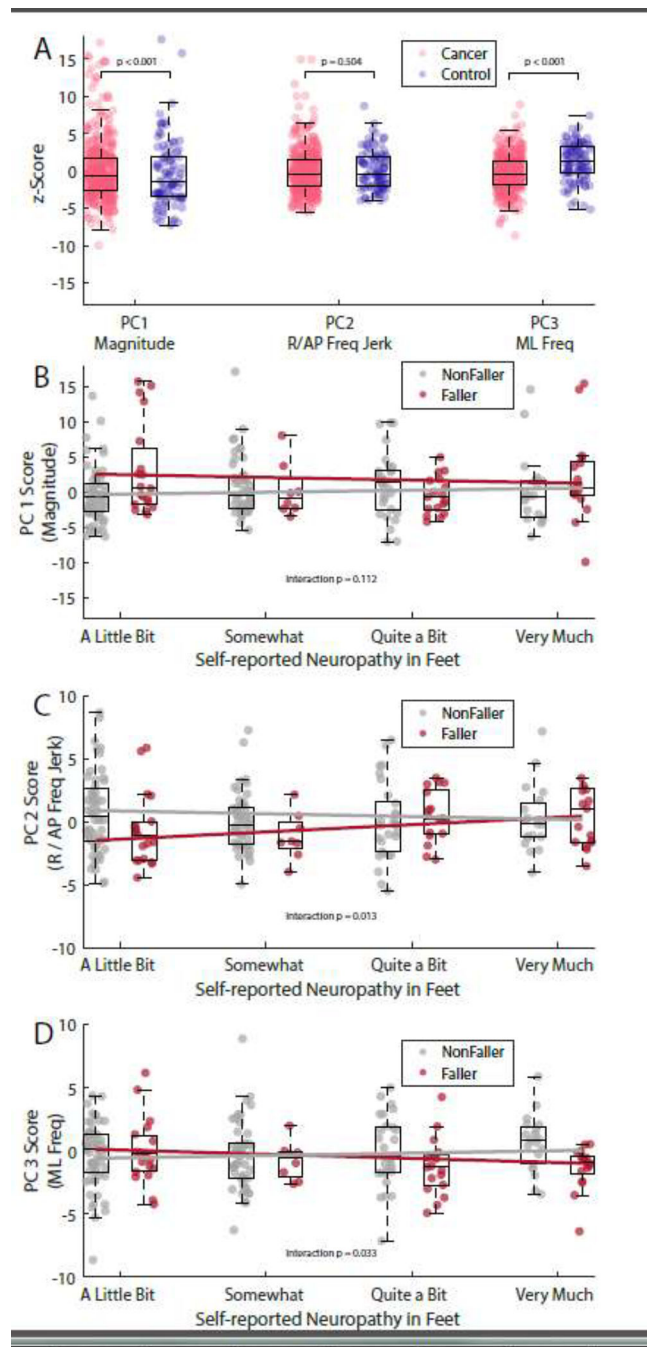 A
Cancer
Control
p < 0.001
p = 0.504
p < 0.001
15
10
5
0
-5
-10
-15
z-Score
PC1
Magnitude
PC2
R/AP Freq Jerk
PC3
ML Freq
B
NonFaller
Faller
15
10
5
0
-5
-10
-15
PC 1 Score
(Magnitude)
Interaction p = 0.112
A Little Bit Somewhat Quite a Bit Very Much
Self-reported Neuropathy in Feet
C
NonFaller
Faller
10
5
0
-5
-10
PC2 Score
(R / AP Freq Jerk)
Interaction p = 0.013
A Little Bit Somewhat Quite a Bit Very Much
Self-reported Neuropathy in Feet
D
NonFaller
Faller
10
5
0
-5
-10
PC3 Score
(ML Freq)
Interaction p = 0.033
A Little Bit Somewhat Quite a Bit Very Much
Self-reported Neuropathy in Feet